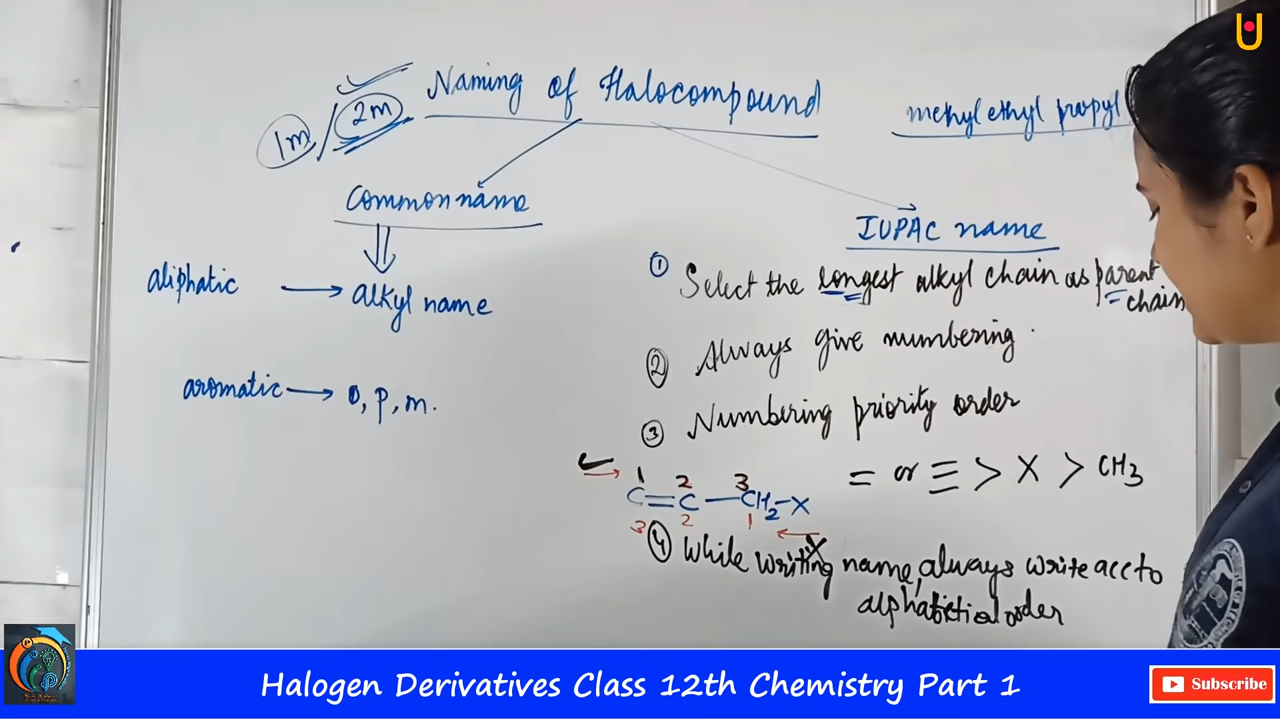 Naming of Halocompound
1m / 2m
methyl ethyl propyl
Common name
aliphatic → alkyl name
aromatic → o, p, m.
IUPAC name
① Select the longest alkyl chain as parent
chain
② Always give numbering.
③ Numbering priority order
= or ≡ > X > CH3
1 2 3
C=C—CH2-X
3 2 1
④ While writing name, always write acc to
alphabetical order
Halogen Derivatives Class 12th Chemistry Part 1
Subscribe